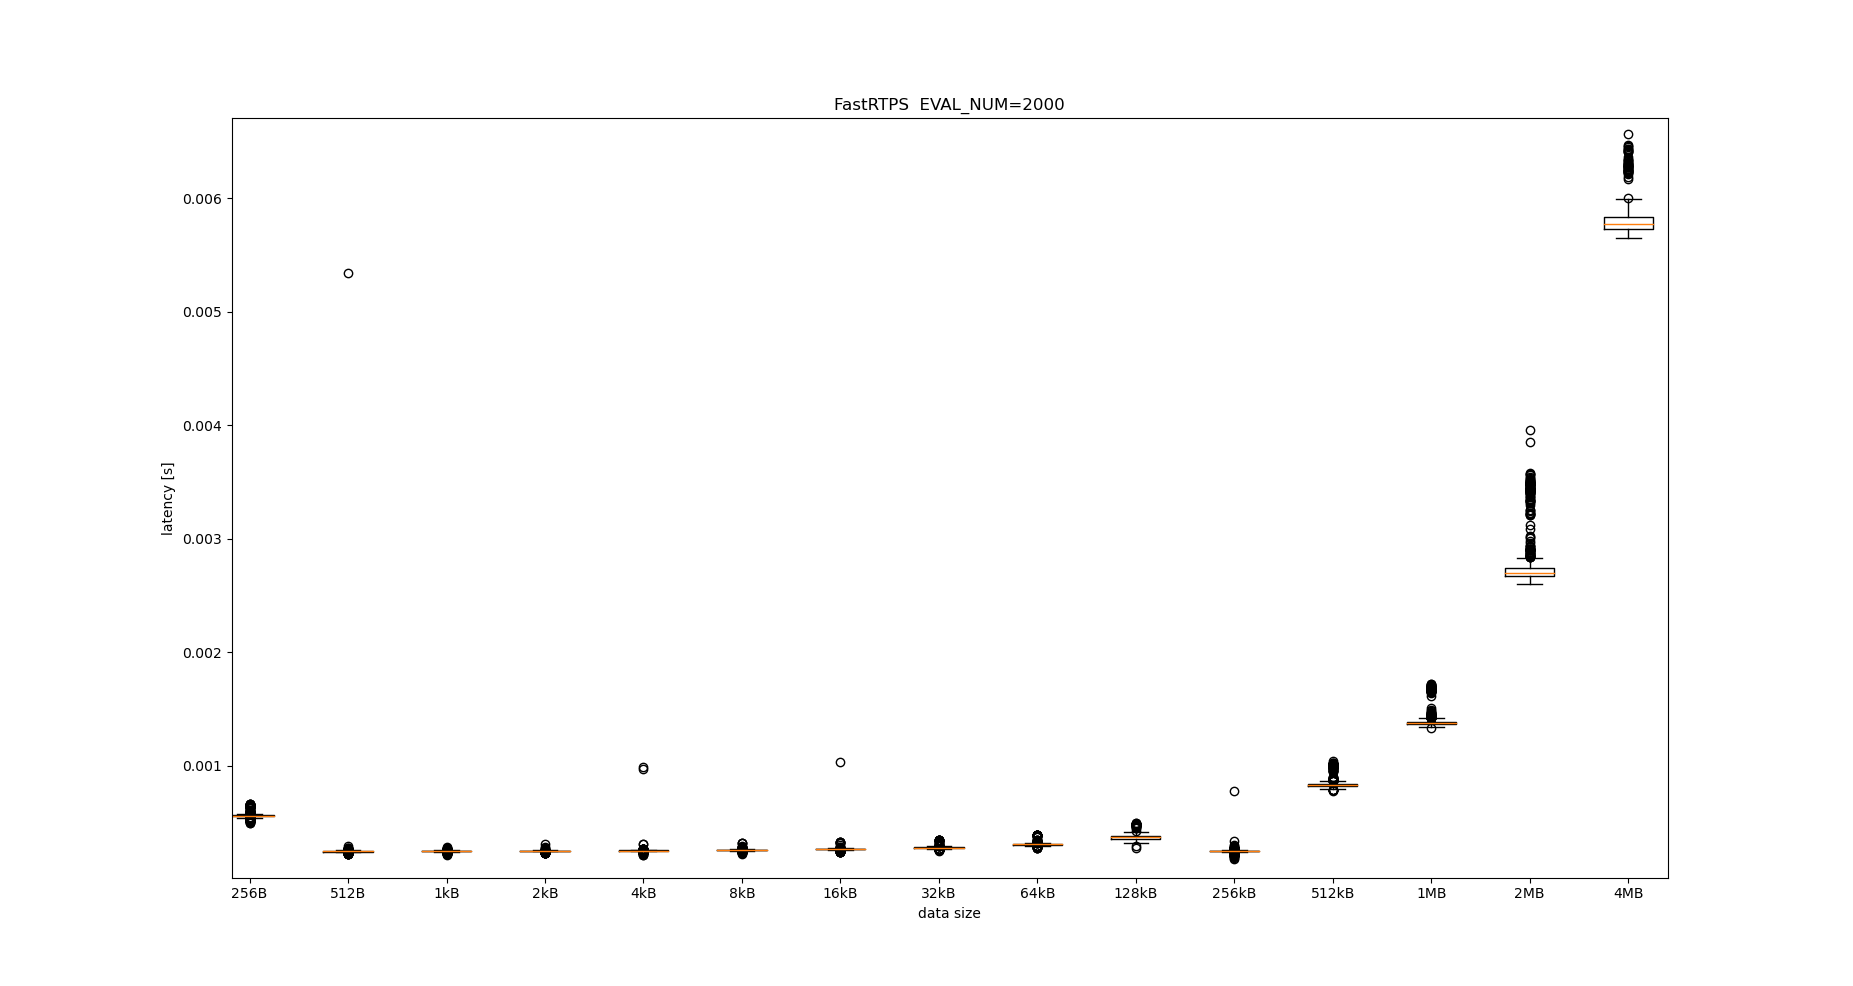 FastRTPS  EVAL_NUM=2000
0.006
0.005
0.004
0.003
0.002
0.001
latency [s]
256B 512B 1kB 2kB 4kB 8kB 16kB 32kB 64kB 128kB 256kB 512kB 1MB 2MB 4MB
data size